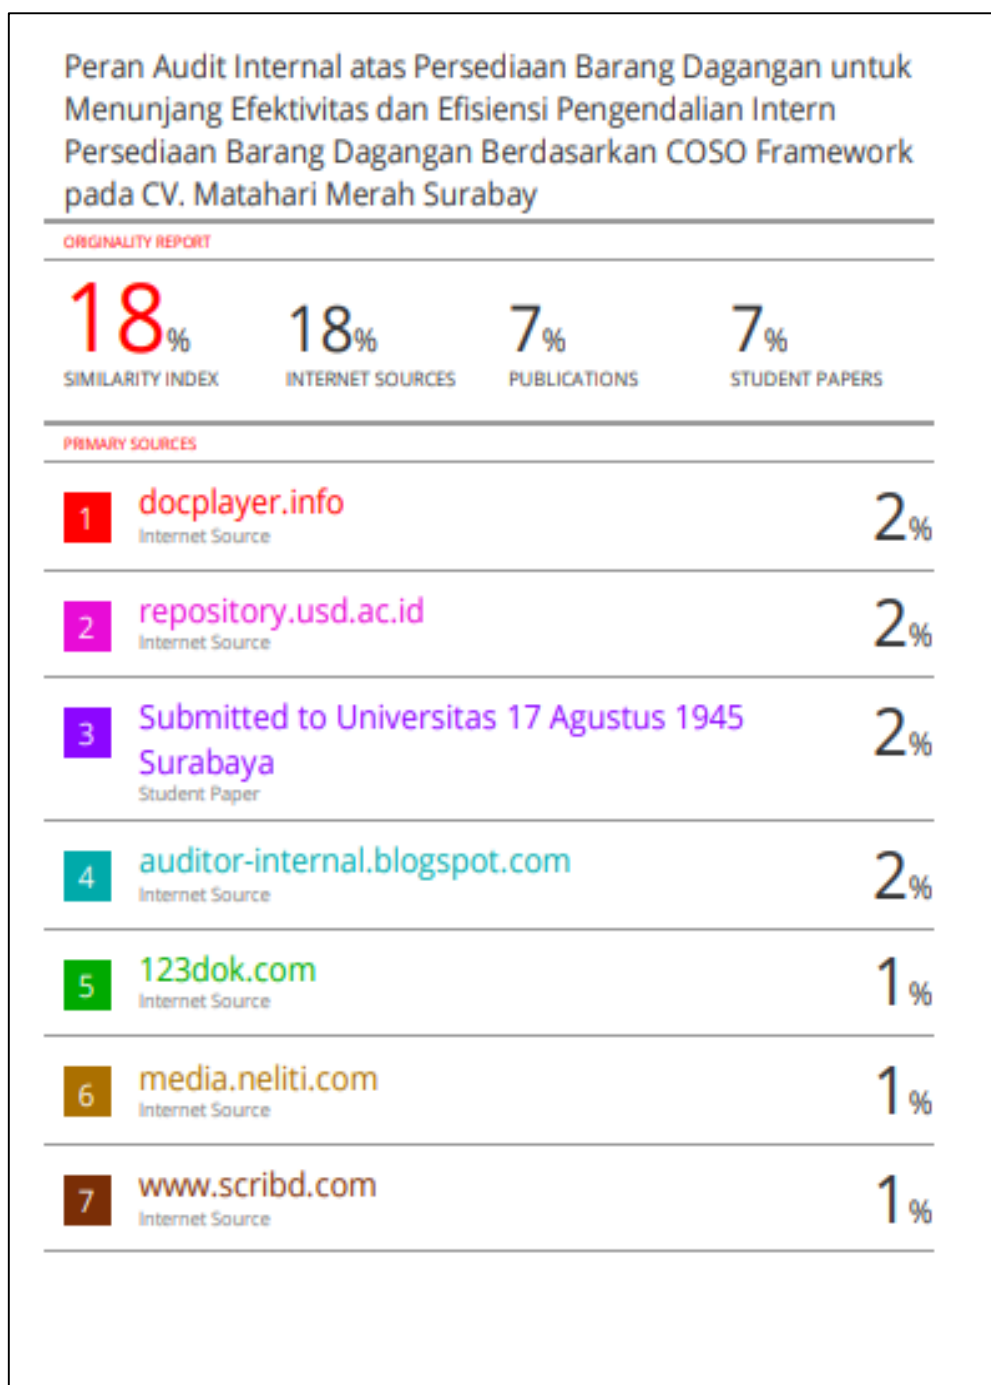 Peran Audit Internal atas Persediaan Barang Dagangan untuk
Menunjang Efektivitas dan Efisiensi Pengendalian Intern
Persediaan Barang Dagangan Berdasarkan COSO Framework
pada CV. Matahari Merah Surabay
ORIGINALITY REPORT
18% 18% 7% 7%
SIMILARITY INDEX INTERNET SOURCES PUBLICATIONS STUDENT PAPERS
PRIMARY SOURCES
1 docplayer.info 2%
Internet Source
2 repository.usd.ac.id 2%
Internet Source
3 Submitted to Universitas 17 Agustus 1945 2%
Surabaya
Student Paper
4 auditor-internal.blogspot.com 2%
Internet Source
5 123dok.com 1%
Internet Source
6 media.neliti.com 1%
Internet Source
7 www.scribd.com 1%
Internet Source